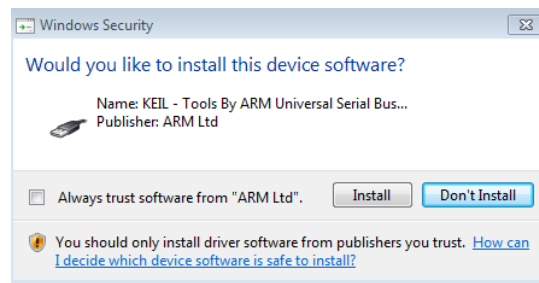 Windows Security
Would you like to install this device software?
Name: KEIL - Tools By ARM Universal Serial Bus...
Publisher: ARM Ltd
Always trust software from "ARM Ltd".
Install
Don't Install
You should only install driver software from publishers you trust. How can
I decide which device software is safe to install?